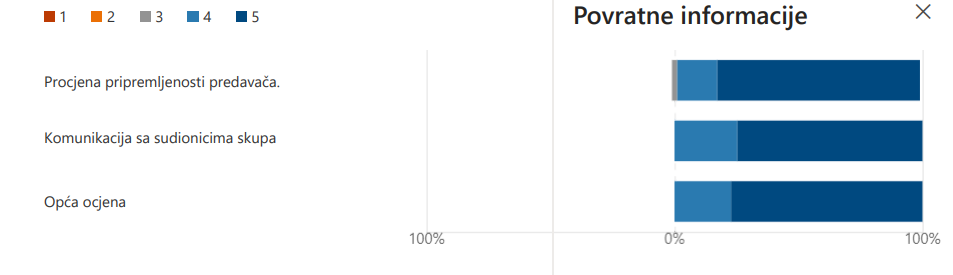 1 2 3 4 5
Povratne informacije
Procjena pripremljenosti predavača.
Komunikacija sa sudionicima skupa
Opća ocjena
100% 0% 100%